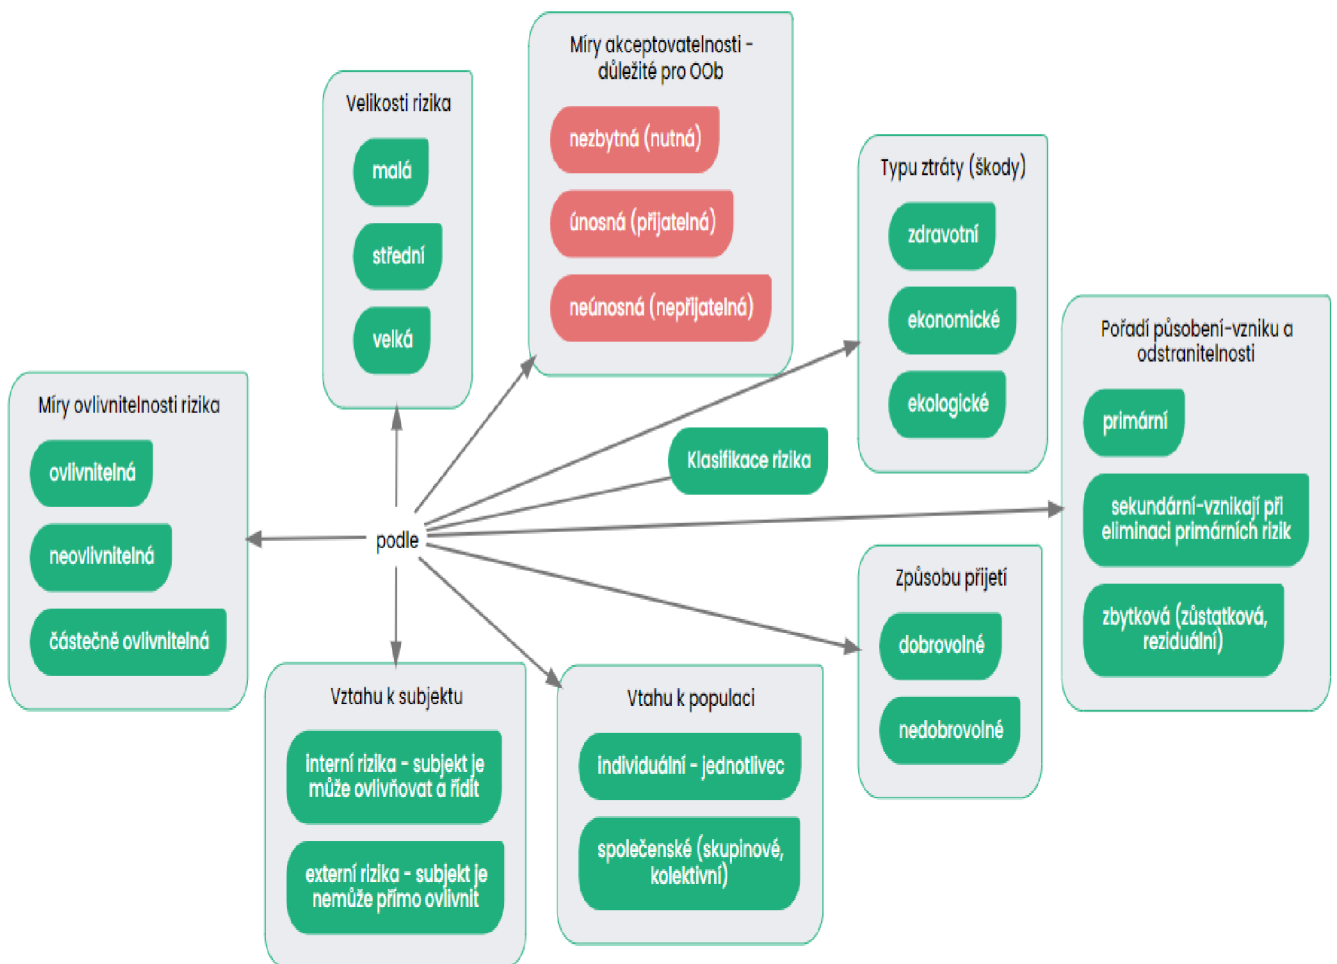 Míry akceptovatelnosti -
důležité pro OOb
nezbytná (nutná)
únosná (přijatelná)
neúnosná (nepřijatelná)
Velikosti rizika
malá
střední
velká
Typu ztráty (škody)
zdravotní
ekonomické
ekologické
Pořadí působení-vzniku a
odstranitelnosti
primární
sekundární-vznikají při
eliminaci primárních rizik
zbytková (zůstatková,
reziduální)
Míry ovlivnitelnosti rizika
ovlivnitelná
neovlivnitelná
částečně ovlivnitelná
Klasifikace rizika
podle
Způsobu přijetí
dobrovolné
nedobrovolné
Vztahu k subjektu
interní rizika - subjekt je
může ovlivňovat a řídit
externí rizika - subjekt je
nemůže přímo ovlivnit
Vtahu k populaci
individuální - jednotlivec
společenské (skupinové,
kolektivní)